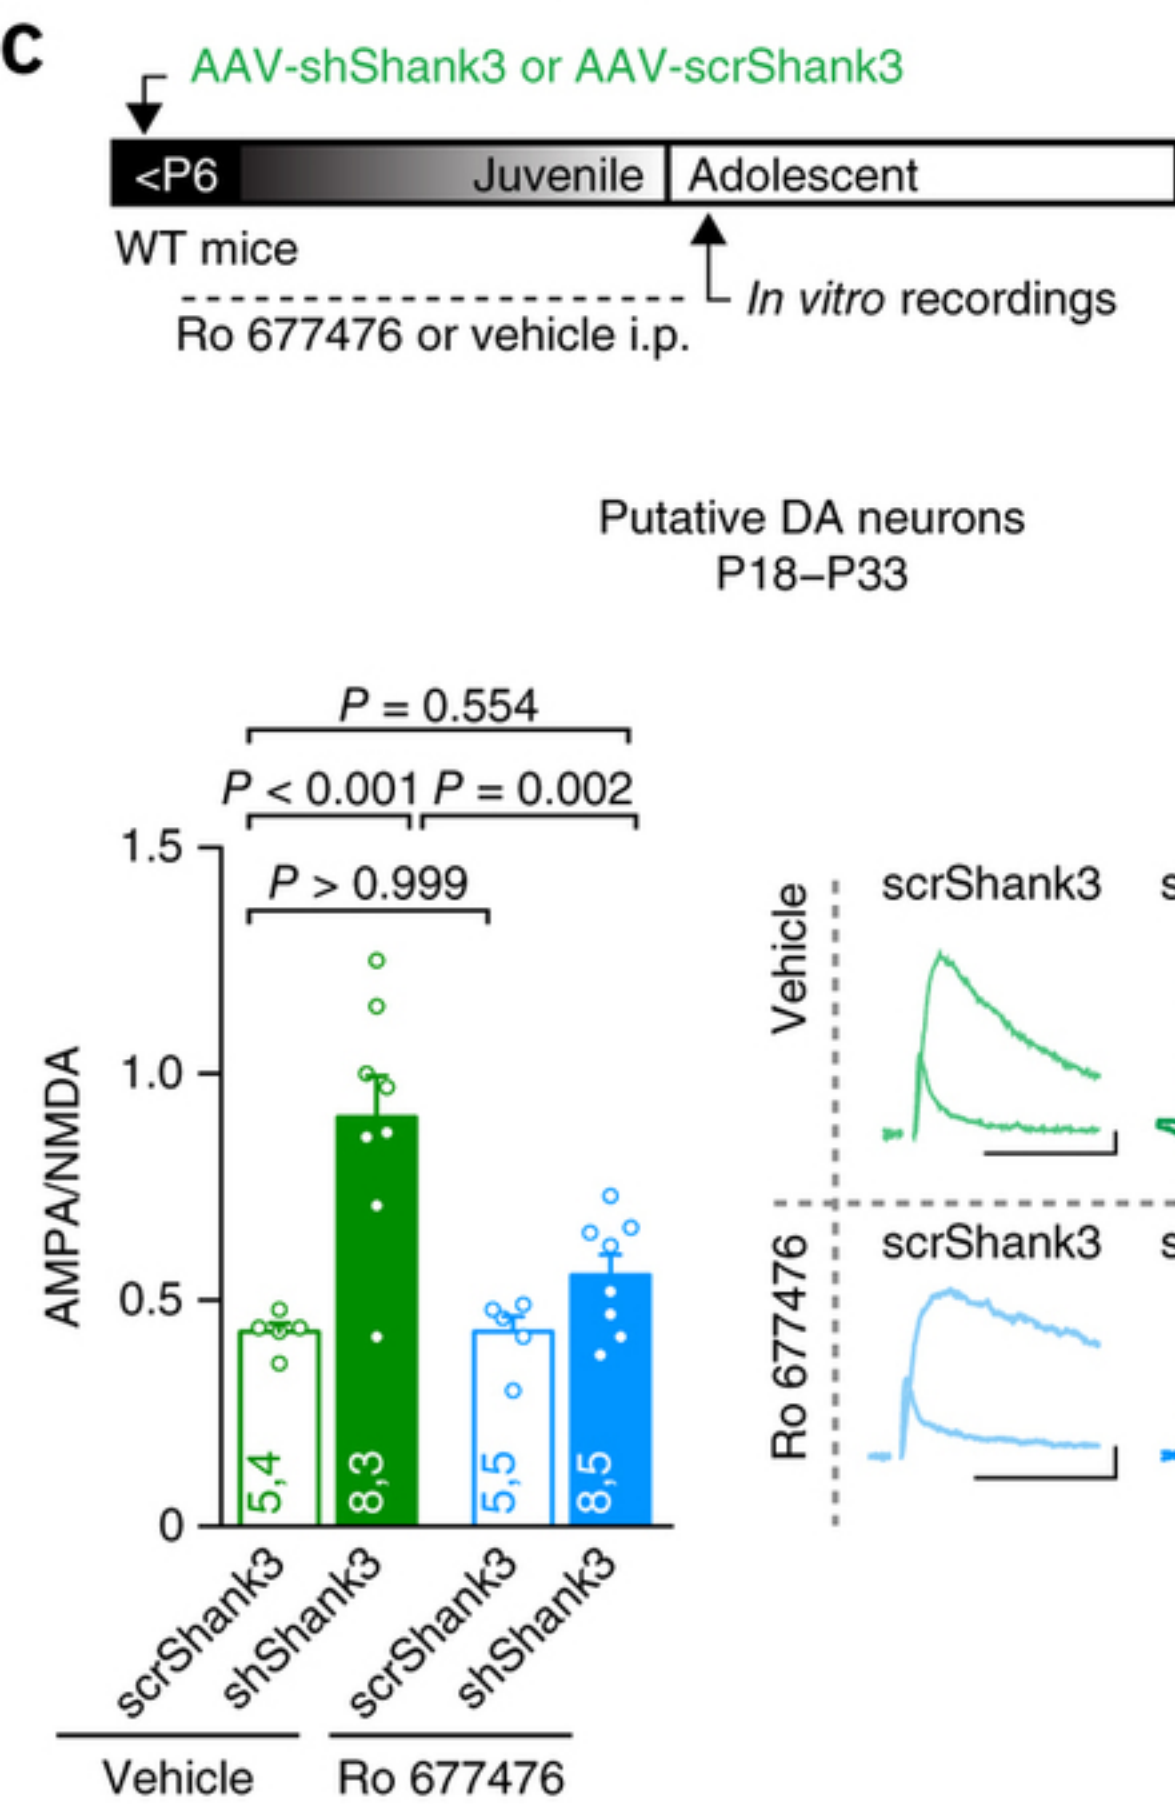 c
AAV-shShank3 or AAV-scrShank3
<P6
Juvenile
Adolescent
WT mice
In vitro recordings
Ro 677476 or vehicle i.p.
Putative DA neurons
P18–P33
P = 0.554
P < 0.001
P = 0.002
P > 0.999
AMPA/NMDA
1.5
1.0
0.5
0
5,4
8,3
5,5
8,5
scrShank3
shShank3
scrShank3
shShank3
Vehicle
Ro 677476
Vehicle
scrShank3
s
Ro 677476
scrShank3
s